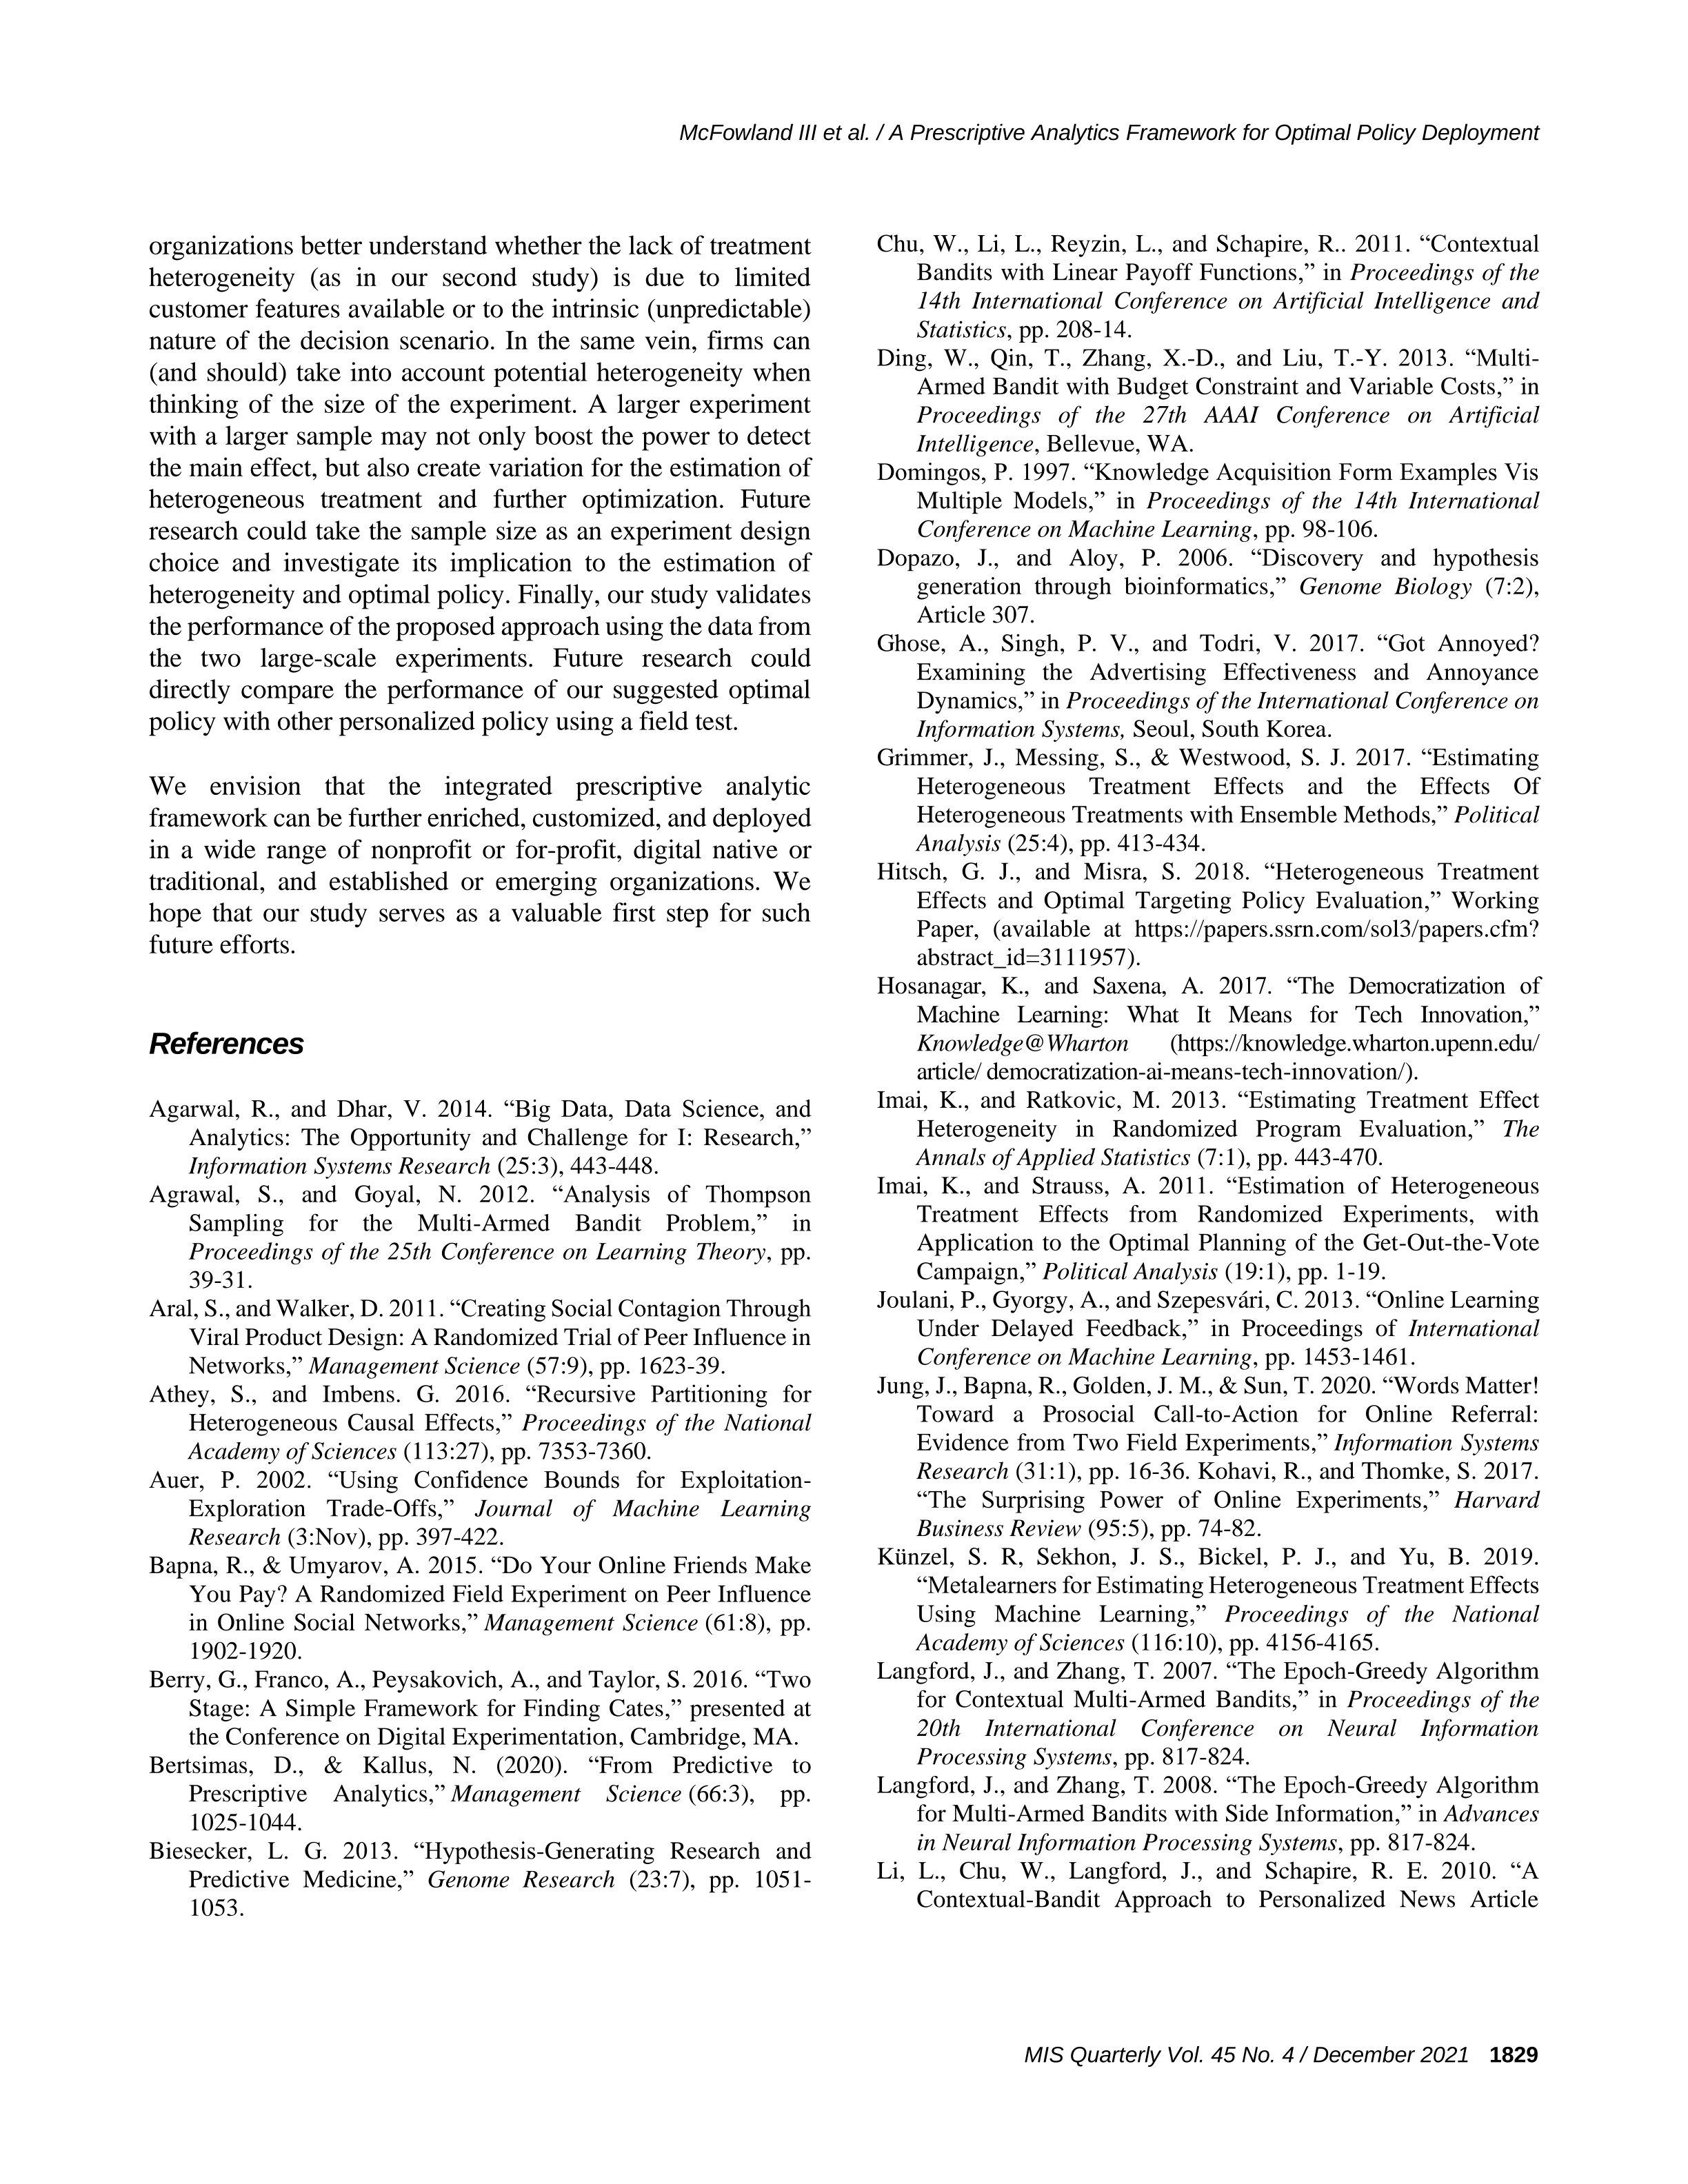 McFowland III et al. / A Prescriptive Analytics Framework for Optimal Policy Deployment
organizations better understand whether the lack of treatment
heterogeneity (as in our second study) is due to limited
customer features available or to the intrinsic (unpredictable)
nature of the decision scenario. In the same vein, firms can
(and should) take into account potential heterogeneity when
thinking of the size of the experiment. A larger experiment
with a larger sample may not only boost the power to detect
the main effect, but also create variation for the estimation of
heterogeneous treatment and further optimization. Future
research could take the sample size as an experiment design
choice and investigate its implication to the estimation of
heterogeneity and optimal policy. Finally, our study validates
the performance of the proposed approach using the data from
the two large-scale experiments. Future research could
directly compare the performance of our suggested optimal
policy with other personalized policy using a field test.
We envision that the integrated prescriptive analytic
framework can be further enriched, customized, and deployed
in a wide range of nonprofit or for-profit, digital native or
traditional, and established or emerging organizations. We
hope that our study serves as a valuable first step for such
future efforts.
References
Agarwal, R., and Dhar, V. 2014. “Big Data, Data Science, and
Analytics: The Opportunity and Challenge for I: Research,”
Information Systems Research (25:3), 443-448.
Agrawal, S., and Goyal, N. 2012. “Analysis of Thompson
Sampling for the Multi-Armed Bandit Problem,” in
Proceedings of the 25th Conference on Learning Theory, pp.
39-31.
Aral, S., and Walker, D. 2011. “Creating Social Contagion Through
Viral Product Design: A Randomized Trial of Peer Influence in
Networks,” Management Science (57:9), pp. 1623-39.
Athey, S., and Imbens. G. 2016. “Recursive Partitioning for
Heterogeneous Causal Effects,” Proceedings of the National
Academy of Sciences (113:27), pp. 7353-7360.
Auer, P. 2002. “Using Confidence Bounds for Exploitation-
Exploration Trade-Offs,” Journal of Machine Learning
Research (3:Nov), pp. 397-422.
Bapna, R., & Umyarov, A. 2015. “Do Your Online Friends Make
You Pay? A Randomized Field Experiment on Peer Influence
in Online Social Networks,” Management Science (61:8), pp.
1902-1920.
Berry, G., Franco, A., Peysakovich, A., and Taylor, S. 2016. “Two
Stage: A Simple Framework for Finding Cates,” presented at
the Conference on Digital Experimentation, Cambridge, MA.
Bertsimas, D., & Kallus, N. (2020). “From Predictive to
Prescriptive Analytics,” Management Science (66:3), pp.
1025-1044.
Biesecker, L. G. 2013. “Hypothesis-Generating Research and
Predictive Medicine,” Genome Research (23:7), pp. 1051-
1053.
Chu, W., Li, L., Reyzin, L., and Schapire, R.. 2011. “Contextual
Bandits with Linear Payoff Functions,” in Proceedings of the
14th International Conference on Artificial Intelligence and
Statistics, pp. 208-14.
Ding, W., Qin, T., Zhang, X.-D., and Liu, T.-Y. 2013. “Multi-
Armed Bandit with Budget Constraint and Variable Costs,” in
Proceedings of the 27th AAAI Conference on Artificial
Intelligence, Bellevue, WA.
Domingos, P. 1997. “Knowledge Acquisition Form Examples Vis
Multiple Models,” in Proceedings of the 14th International
Conference on Machine Learning, pp. 98-106.
Dopazo, J., and Aloy, P. 2006. “Discovery and hypothesis
generation through bioinformatics,” Genome Biology (7:2),
Article 307.
Ghose, A., Singh, P. V., and Todri, V. 2017. “Got Annoyed?
Examining the Advertising Effectiveness and Annoyance
Dynamics,” in Proceedings of the International Conference on
Information Systems, Seoul, South Korea.
Grimmer, J., Messing, S., & Westwood, S. J. 2017. “Estimating
Heterogeneous Treatment Effects and the Effects Of
Heterogeneous Treatments with Ensemble Methods,” Political
Analysis (25:4), pp. 413-434.
Hitsch, G. J., and Misra, S. 2018. “Heterogeneous Treatment
Effects and Optimal Targeting Policy Evaluation,” Working
Paper, (available at https://papers.ssrn.com/sol3/papers.cfm?
abstract_id=3111957).
Hosanagar, K., and Saxena, A. 2017. “The Democratization of
Machine Learning: What It Means for Tech Innovation,”
Knowledge@Wharton (https://knowledge.wharton.upenn.edu/
article/ democratization-ai-means-tech-innovation/).
Imai, K., and Ratkovic, M. 2013. “Estimating Treatment Effect
Heterogeneity in Randomized Program Evaluation,” The
Annals of Applied Statistics (7:1), pp. 443-470.
Imai, K., and Strauss, A. 2011. “Estimation of Heterogeneous
Treatment Effects from Randomized Experiments, with
Application to the Optimal Planning of the Get-Out-the-Vote
Campaign,” Political Analysis (19:1), pp. 1-19.
Joulani, P., Gyorgy, A., and Szepesvári, C. 2013. “Online Learning
Under Delayed Feedback,” in Proceedings of International
Conference on Machine Learning, pp. 1453-1461.
Jung, J., Bapna, R., Golden, J. M., & Sun, T. 2020. “Words Matter!
Toward a Prosocial Call-to-Action for Online Referral:
Evidence from Two Field Experiments,” Information Systems
Research (31:1), pp. 16-36. Kohavi, R., and Thomke, S. 2017.
“The Surprising Power of Online Experiments,” Harvard
Business Review (95:5), pp. 74-82.
Künzel, S. R, Sekhon, J. S., Bickel, P. J., and Yu, B. 2019.
“Metalearners for Estimating Heterogeneous Treatment Effects
Using Machine Learning,” Proceedings of the National
Academy of Sciences (116:10), pp. 4156-4165.
Langford, J., and Zhang, T. 2007. “The Epoch-Greedy Algorithm
for Contextual Multi-Armed Bandits,” in Proceedings of the
20th International Conference on Neural Information
Processing Systems, pp. 817-824.
Langford, J., and Zhang, T. 2008. “The Epoch-Greedy Algorithm
for Multi-Armed Bandits with Side Information,” in Advances
in Neural Information Processing Systems, pp. 817-824.
Li, L., Chu, W., Langford, J., and Schapire, R. E. 2010. “A
Contextual-Bandit Approach to Personalized News Article
MIS Quarterly Vol. 45 No. 4 / December 2021 1829